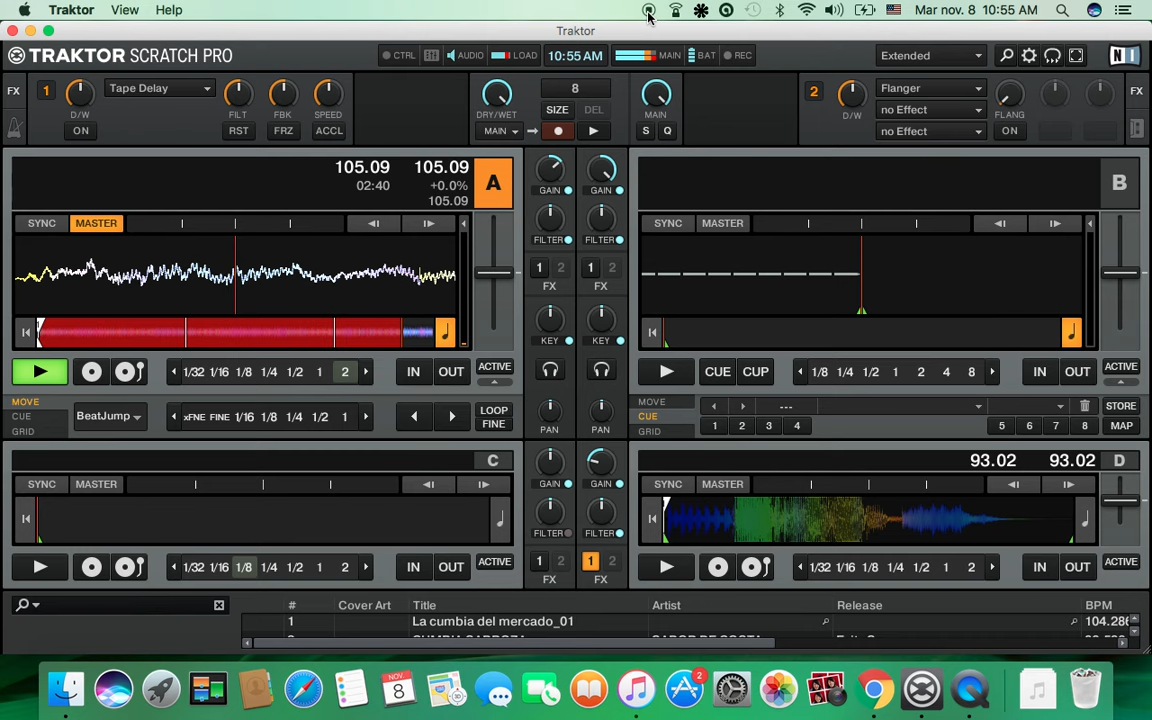 Traktor View Help
Mar nov. 8 10:55 AM
Traktor
TRAKTOR SCRATCH PRO
CTRL AUDIO LOAD 10:55AM MAIN BAT REC
Extended
NI
FX 1 Tape Delay
D/W FILT FBK SPEED
ON RST FRZ ACCL
8
DRY/WET SIZE DEL MAIN
MAIN S Q
2 Flanger FX
no Effect
no Effect
D/W FLANG
ON
105.09 105.09 A
02:40 +0.0%
105.09
SYNC MASTER
GAIN GAIN
FILTER FILTER
1 2 1 2
FX FX
KEY KEY
PAN PAN
B
SYNC MASTER
1/32 1/16 1/8 1/4 1/2 1 2 IN OUT ACTIVE
MOVE
CUE
GRID
BeatJump xFNE FINE 1/16 1/8 1/4 1/2 1 LOOP
FINE
CUE CUP 1/8 1/4 1/2 1 2 4 8 IN OUT ACTIVE
MOVE
CUE
GRID
--- STORE
1 2 3 4 5 6 7 8 MAP
C
SYNC MASTER
GAIN GAIN
FILTER FILTER
1 2 1 2
FX FX
93.02 93.02 D
SYNC MASTER
1/32 1/16 1/8 1/4 1/2 1 2 IN OUT ACTIVE
1/32 1/16 1/8 1/4 1/2 1 2 IN OUT ACTIVE
# Cover Art Title Artist Release BPM
1 La cumbia del mercado_01 104.286
NOV
8
2